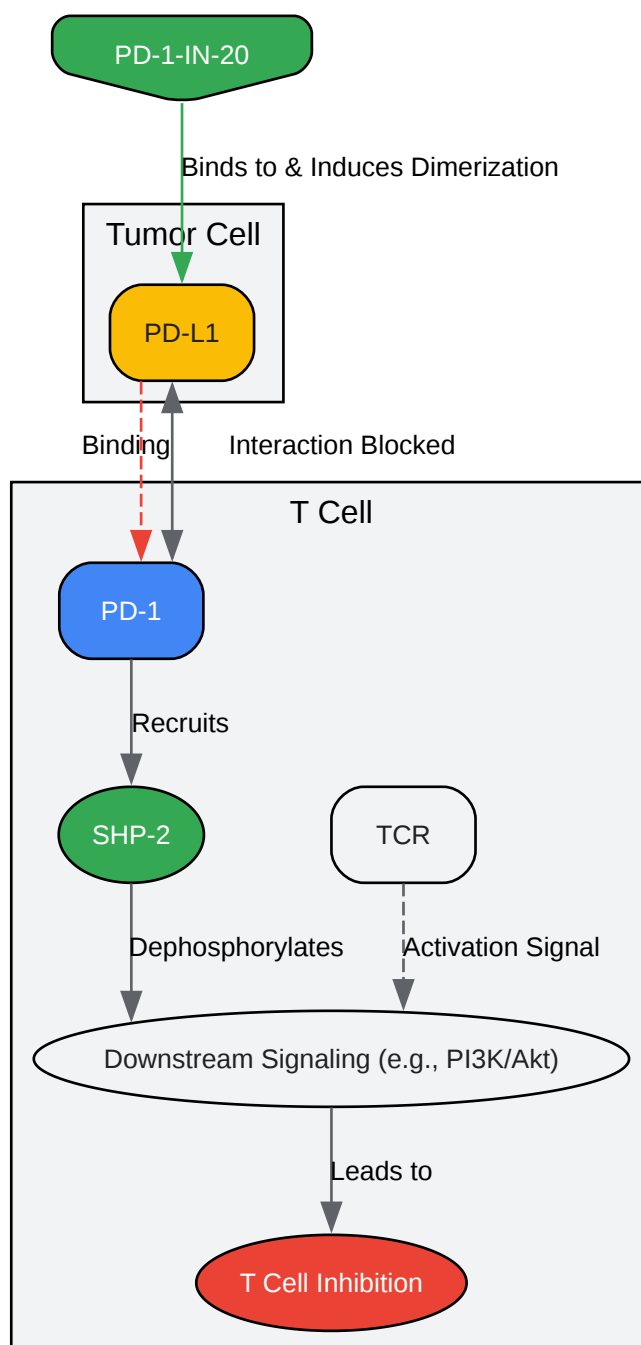 PD-1-IN-20
Binds to & Induces Dimerization
Tumor Cell
PD-L1
Binding
Interaction Blocked
T Cell
PD-1
Recruits
SHP-2
TCR
Dephosphorylates
Activation Signal
Downstream Signaling (e.g., PI3K/Akt)
Leads to
T Cell Inhibition